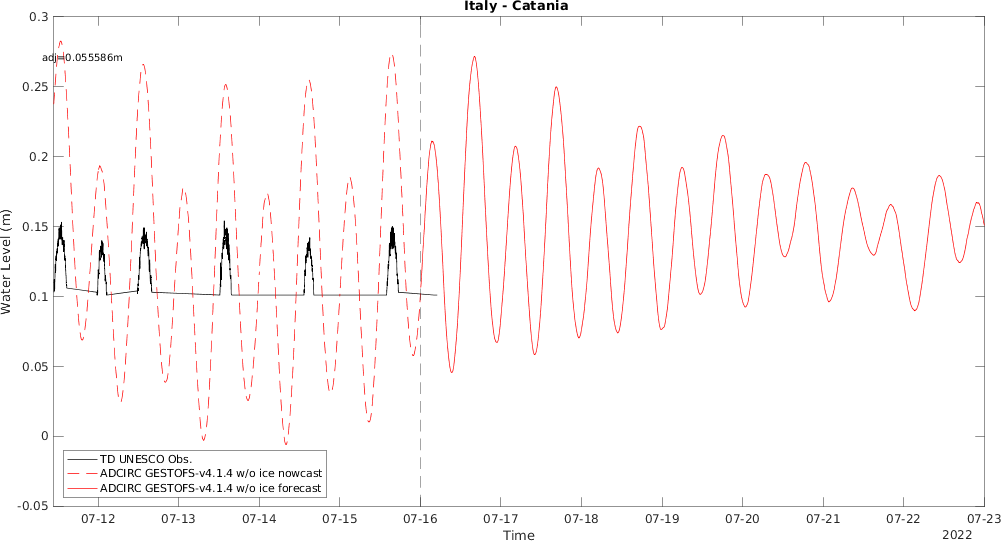 Italy - Catania
0.3
adj=0.055586m
0.25
0.2
0.15
0.1
0.05
0
-0.05
Water Level (m)
TD UNESCO Obs.
ADCIRC GESTOFS-v4.1.4 w/o ice nowcast
ADCIRC GESTOFS-v4.1.4 w/o ice forecast
07-12 07-13 07-14 07-15 07-16 07-17 07-18 07-19 07-20 07-21 07-22 07-23
Time
2022